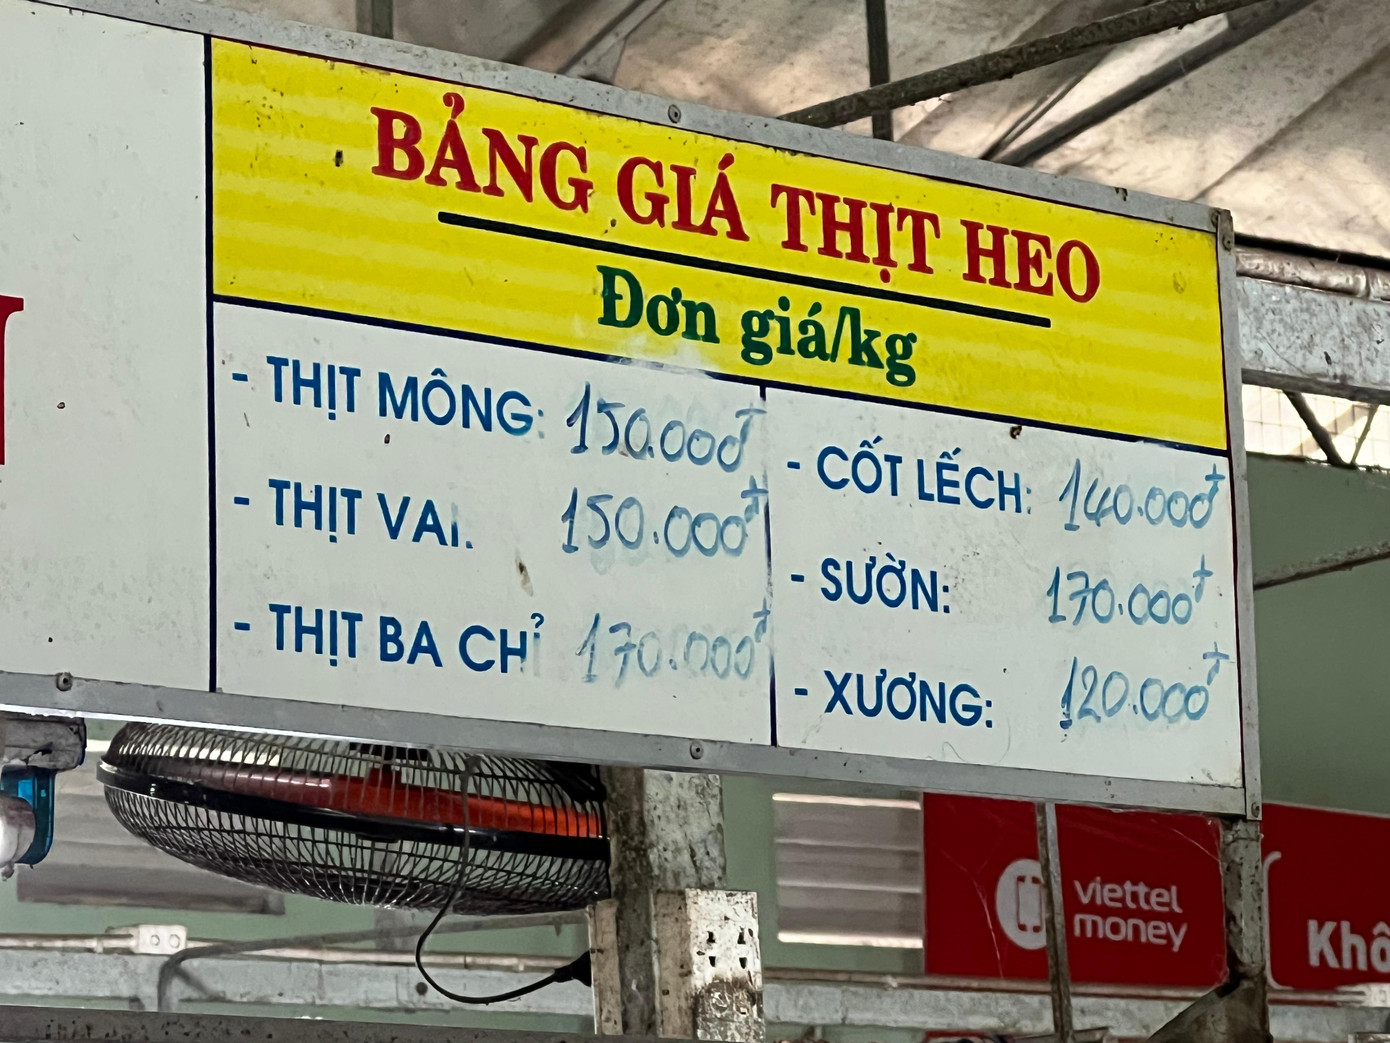 BẢNG GIÁ THỊT HEO
Đơn giá/kg
- THỊT MÔNG: 150.000đ
- THỊT VAI. 150.000đ
- THỊT BA CHỈ 170.000đ
- CỐT LẾCH: 140.000đ
- SƯỜN: 170.000đ
- XƯƠNG: 120.000đ
viettel
money
Khô